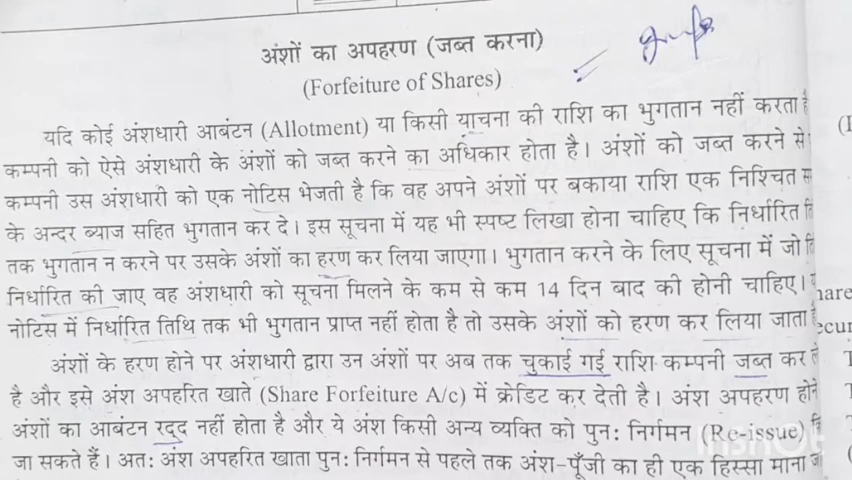 अंशों का अपहरण (जब्त करना)
(Forfeiture of Shares)
यदि कोई अंशधारी आबंटन (Allotment) या किसी याचना की राशि का भुगतान नहीं करता है
कम्पनी को ऐसे अंशधारी के अंशों को जब्त करने का अधिकार होता है। अंशों को जब्त करने से
कम्पनी उस अंशधारी को एक नोटिस भेजती है कि वह अपने अंशों पर बकाया राशि एक निश्चित
के अन्दर ब्याज सहित भुगतान कर दे। इस सूचना में यह भी स्पष्ट लिखा होना चाहिए कि निर्धारित
तक भुगतान न करने पर उसके अंशों का हरण कर लिया जाएगा। भुगतान करने के लिए सूचना में जो
निर्धारित की जाए वह अंशधारी को सूचना मिलने के कम से कम 14 दिन बाद की होनी चाहिए।
नोटिस में निर्धारित तिथि तक भी भुगतान प्राप्त नहीं होता है तो उसके अंशों को हरण कर लिया जाता
अंशों के हरण होने पर अंशधारी द्वारा उन अंशों पर अब तक चुकाई गई राशि कम्पनी जब्त कर
है और इसे अंश अपहरित खाते (Share Forfeiture A/c) में क्रेडिट कर देती है। अंश अपहरण होने
अंशों का आबंटन रद्द नहीं होता है और ये अंश किसी अन्य व्यक्ति को पुन: निर्गमन (Re-issue)
जा सकते हैं। अत: अंश अपहरित खाता पुन: निर्गमन से पहले तक अंश-पूँजी का ही एक हिस्सा माना
InShOt